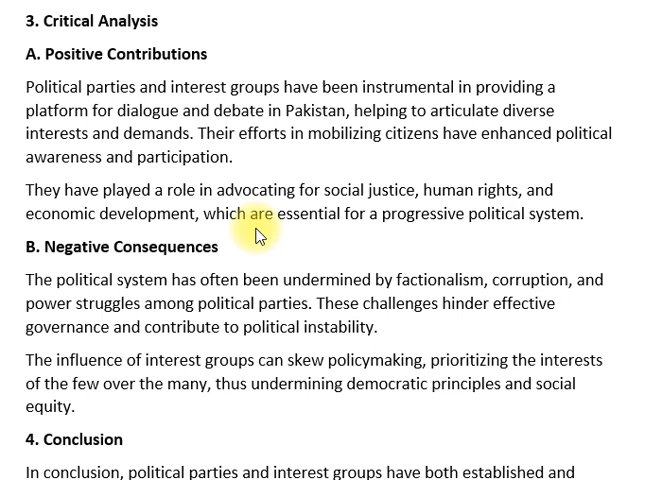 3. Critical Analysis
A. Positive Contributions
Political parties and interest groups have been instrumental in providing a
platform for dialogue and debate in Pakistan, helping to articulate diverse
interests and demands. Their efforts in mobilizing citizens have enhanced political
awareness and participation.
They have played a role in advocating for social justice, human rights, and
economic development, which are essential for a progressive political system.
B. Negative Consequences
The political system has often been undermined by factionalism, corruption, and
power struggles among political parties. These challenges hinder effective
governance and contribute to political instability.
The influence of interest groups can skew policymaking, prioritizing the interests
of the few over the many, thus undermining democratic principles and social
equity.
4. Conclusion
In conclusion, political parties and interest groups have both established and